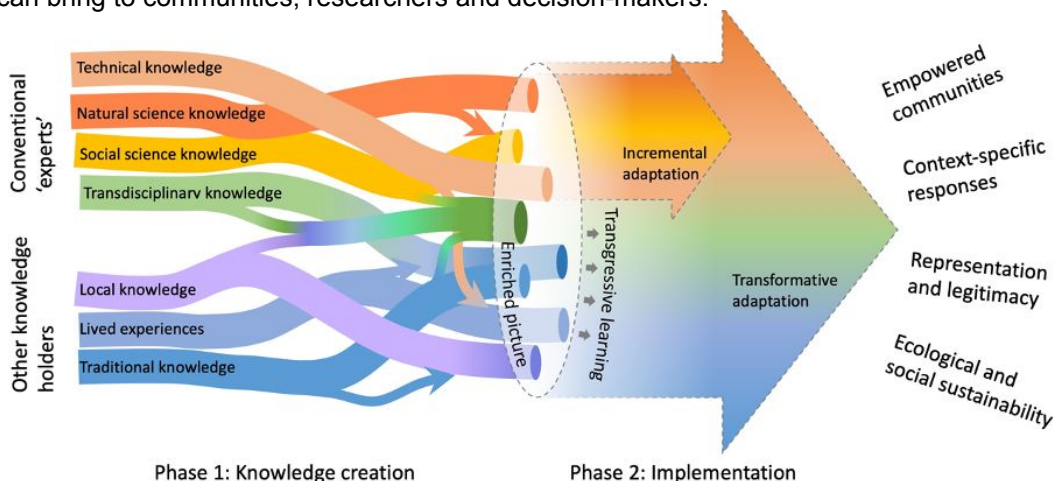 can bring to communities, researchers and decision-makers.
Conventional
'experts'
Technical knowledge
Natural science knowledge
Social science knowledge
Transdisciplinary knowledge
Other knowledge
holders
Local knowledge
Lived experiences
Traditional knowledge
Enriched picture
Transgressive learning
Incremental
adaptation
Transformative
adaptation
Empowered
communities
Context-specific
responses
Representation
and legitimacy
Ecological and
social sustainability
Phase 1: Knowledge creation
Phase 2: Implementation